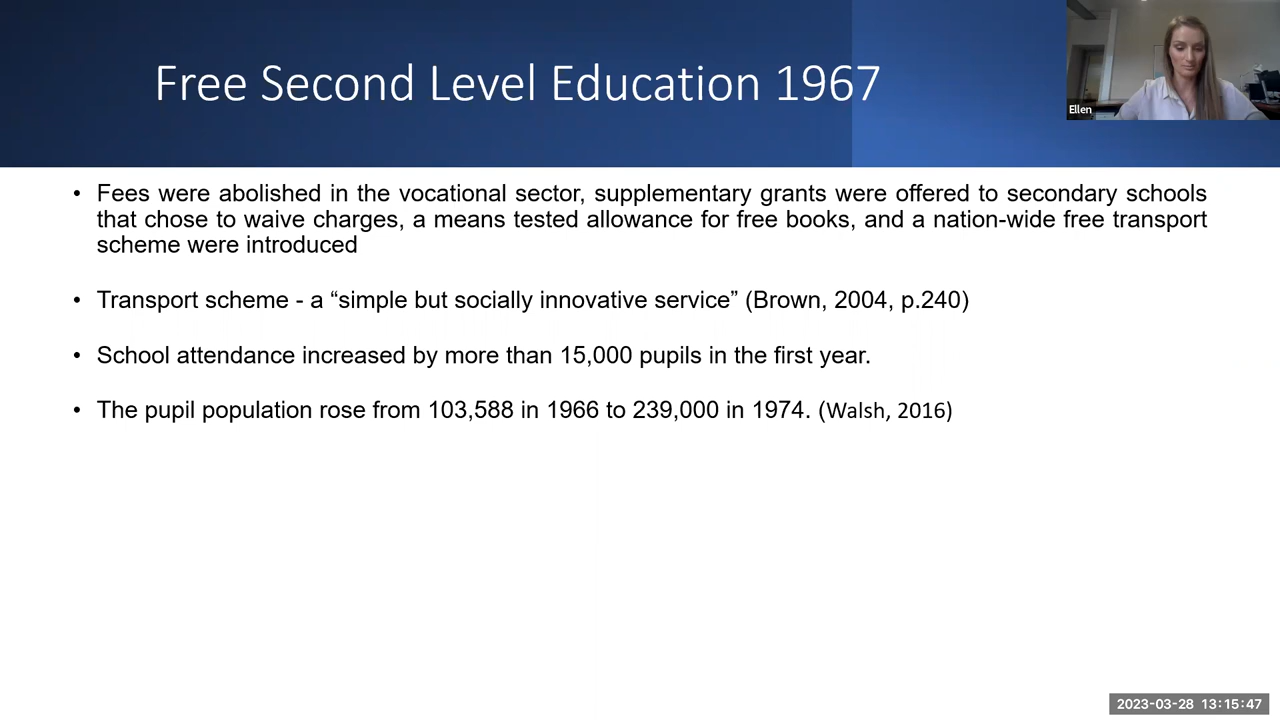 Free Second Level Education 1967
Ellen
• Fees were abolished in the vocational sector, supplementary grants were offered to secondary schools
that chose to waive charges, a means tested allowance for free books, and a nation-wide free transport
scheme were introduced
• Transport scheme - a “simple but socially innovative service” (Brown, 2004, p.240)
• School attendance increased by more than 15,000 pupils in the first year.
• The pupil population rose from 103,588 in 1966 to 239,000 in 1974. (Walsh, 2016)
2023-03-28 13:15:47